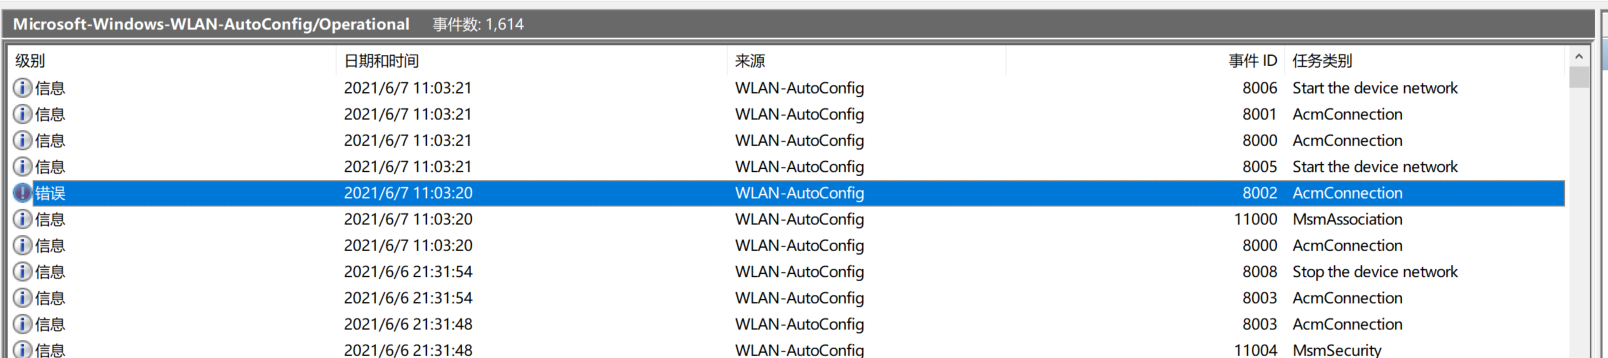 Microsoft-Windows-WLAN-AutoConfig/Operational 事件数: 1,614
级别 日期和时间 来源 事件 ID 任务类别
信息 2021/6/7 11:03:21 WLAN-AutoConfig 8006 Start the device network
信息 2021/6/7 11:03:21 WLAN-AutoConfig 8001 AcmConnection
信息 2021/6/7 11:03:21 WLAN-AutoConfig 8000 AcmConnection
信息 2021/6/7 11:03:21 WLAN-AutoConfig 8005 Start the device network
错误 2021/6/7 11:03:20 WLAN-AutoConfig 8002 AcmConnection
信息 2021/6/7 11:03:20 WLAN-AutoConfig 11000 MsmAssociation
信息 2021/6/7 11:03:20 WLAN-AutoConfig 8000 AcmConnection
信息 2021/6/6 21:31:54 WLAN-AutoConfig 8008 Stop the device network
信息 2021/6/6 21:31:54 WLAN-AutoConfig 8003 AcmConnection
信息 2021/6/6 21:31:48 WLAN-AutoConfig 8003 AcmConnection
信息 2021/6/6 21:31:48 WLAN-AutoConfig 11004 MsmSecurity